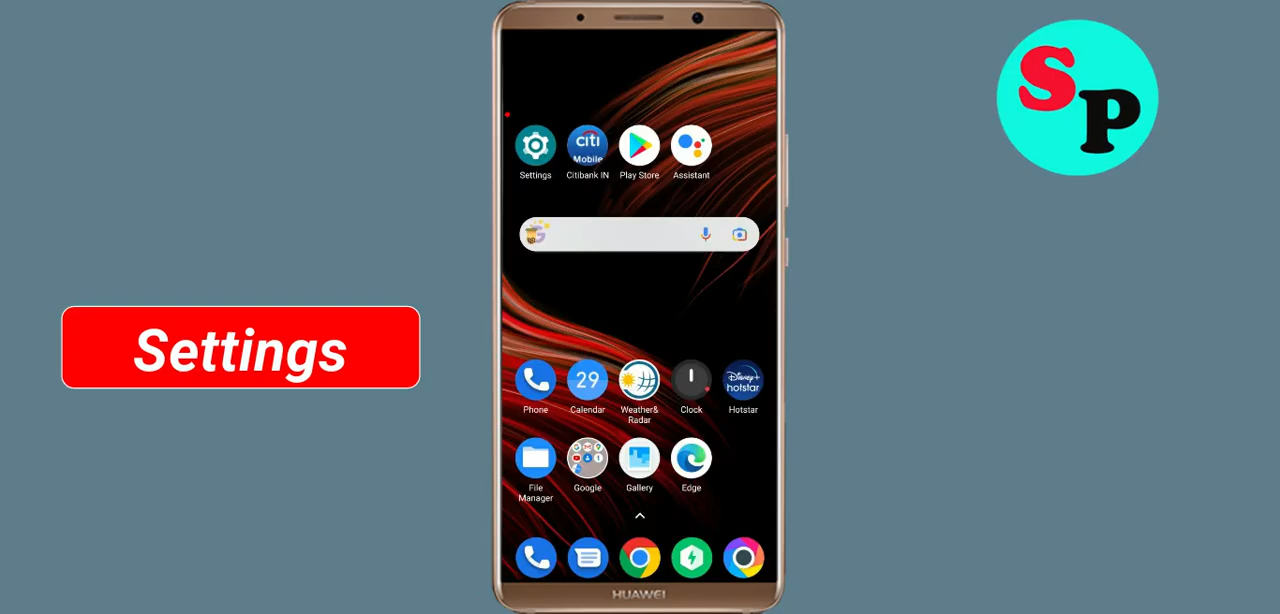 SP
Settings
citi
Mobile
Settings
Citibank IN
Play Store
Assistant
29
Disney+
hotstar
Phone
Calendar
Weather&
Radar
Clock
Hotstar
File
Manager
Google
Gallery
Edge
HUAWEI